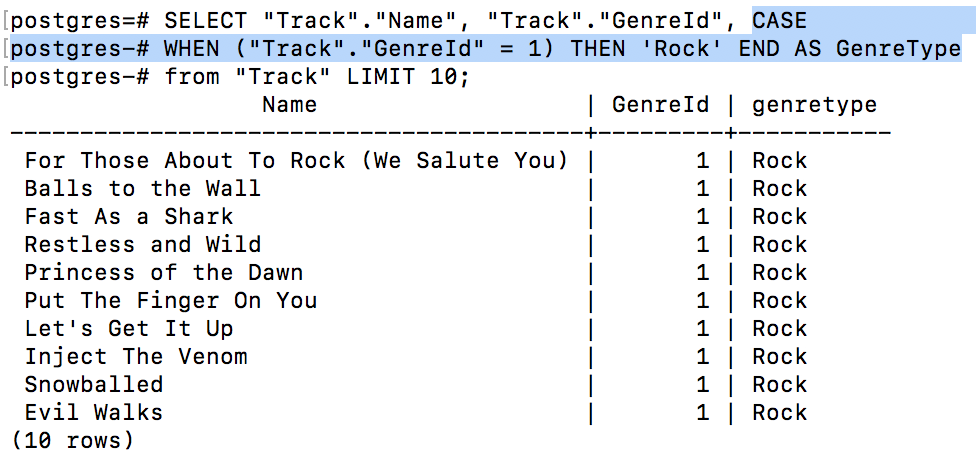 [postgres=# SELECT "Track"."Name", "Track"."GenreId", CASE
[postgres-# WHEN ("Track"."GenreId" = 1) THEN 'Rock' END AS GenreType
[postgres-# from "Track" LIMIT 10;
                  Name                   | GenreId | genretype
-----------------------------------------+---------+-----------
 For Those About To Rock (We Salute You) |       1 | Rock
 Balls to the Wall                       |       1 | Rock
 Fast As a Shark                         |       1 | Rock
 Restless and Wild                       |       1 | Rock
 Princess of the Dawn                    |       1 | Rock
 Put The Finger On You                   |       1 | Rock
 Let's Get It Up                         |       1 | Rock
 Inject The Venom                        |       1 | Rock
 Snowballed                              |       1 | Rock
 Evil Walks                              |       1 | Rock
(10 rows)